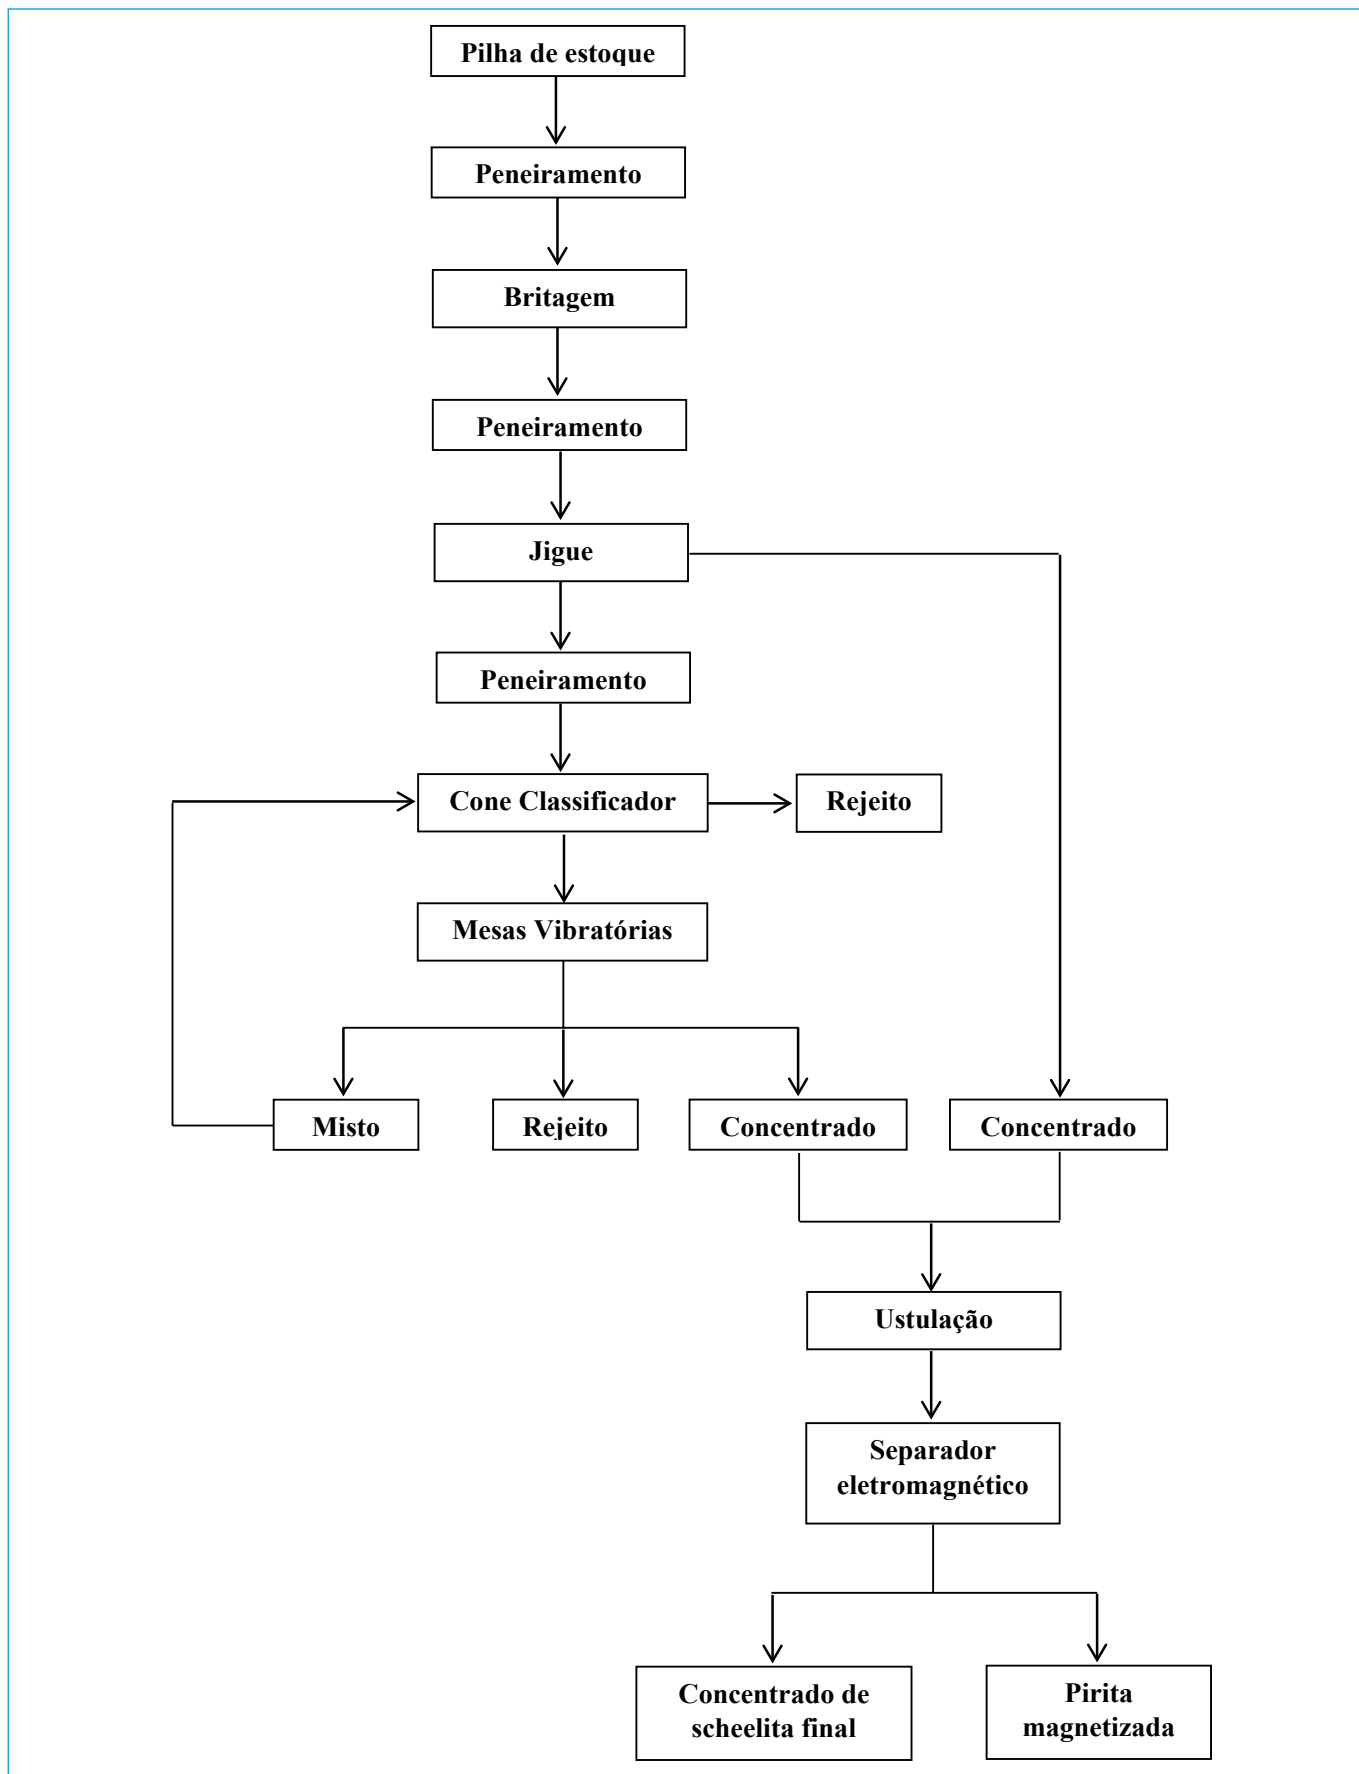 Pilha de estoque
Peneiramento
Britagem
Peneiramento
Jigue
Peneiramento
Cone Classificador
Rejeito
Mesas Vibratórias
Misto
Rejeito
Concentrado
Concentrado
Ustulação
Separador
eletromagnético
Concentrado de
scheelita final
Pirita
magnetizada